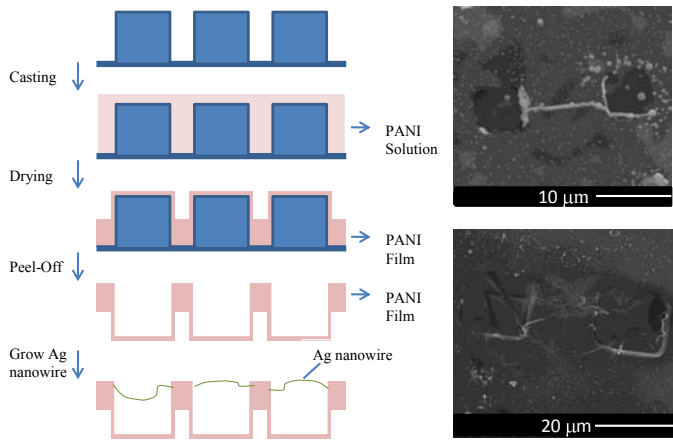 Casting
PANI
Solution
Drying
PANI
Film
Peel-Off
PANI
Film
Grow Ag
nanowire
Ag nanowire
10 μm
20 μm